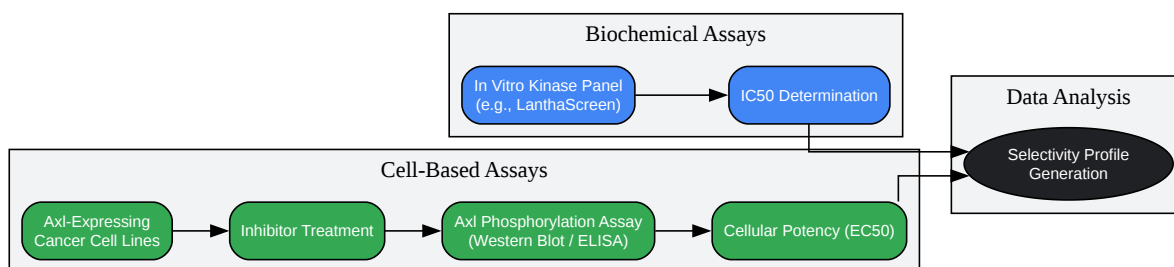 Biochemical Assays
In Vitro Kinase Panel
(e.g., LanthaScreen)
IC50 Determination
Data Analysis
Selectivity Profile
Generation
Cell-Based Assays
Axl-Expressing
Cancer Cell Lines
Inhibitor Treatment
Axl Phosphorylation Assay
(Western Blot / ELISA)
Cellular Potency (EC50)